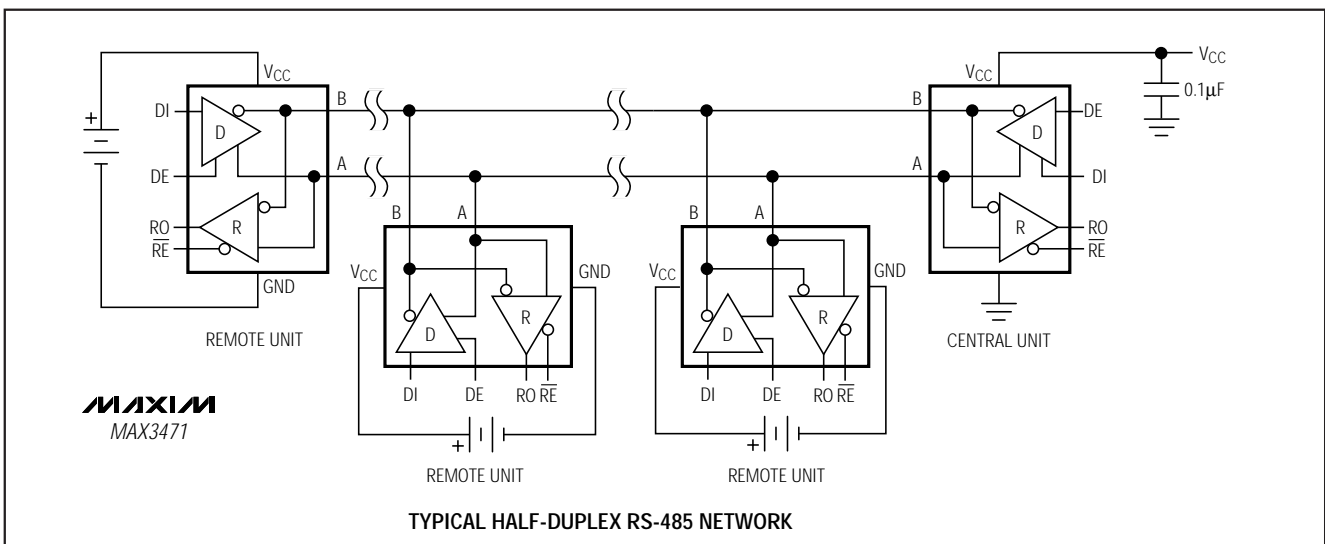 VCC
DI
D
DE
RO
R
RE
GND
+
REMOTE UNIT
B
A
VCC
B
A
GND
D
R
DI DE RO RE
+
REMOTE UNIT
VCC
B
A
GND
D
R
DI DE RO RE
+
REMOTE UNIT
VCC
VCC
0.1µF
B
A
DE
D
DI
R
RO
RE
CENTRAL UNIT
MAXIM
MAX3471
TYPICAL HALF-DUPLEX RS-485 NETWORK